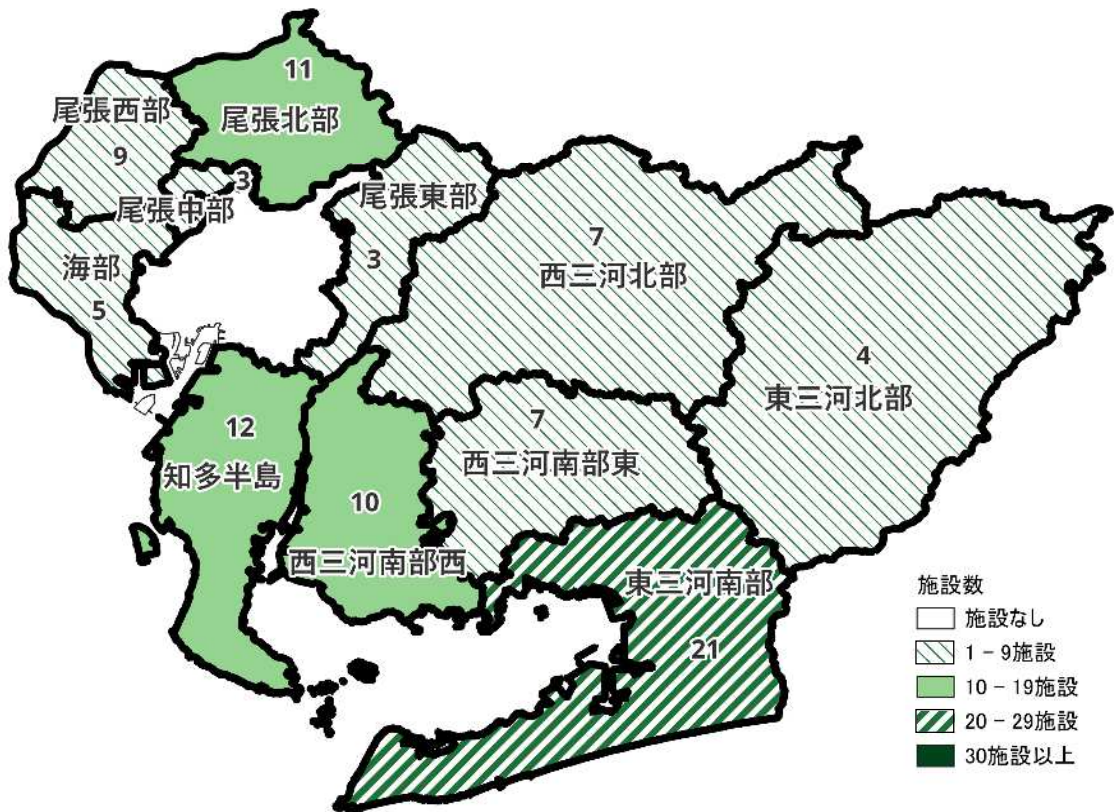 11
尾張北部
尾張西部
9
3
尾張中部
尾張東部
3
海部
5
7
西三河北部
4
東三河北部
12
知多半島
7
西三河南部東
10
西三河南部西
東三河南部
21
施設数
施設なし
1 - 9施設
10 - 19施設
20 - 29施設
30施設以上